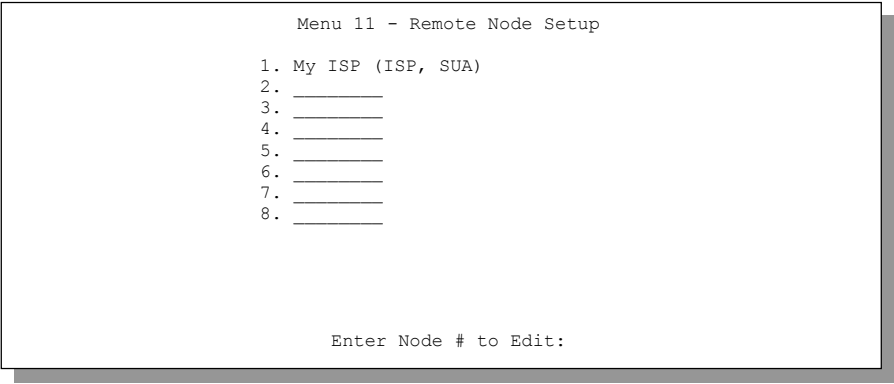 Menu 11 - Remote Node Setup
1. My ISP (ISP, SUA)
2. ________
3. ________
4. ________
5. ________
6. ________
7. ________
8. ________
Enter Node # to Edit: